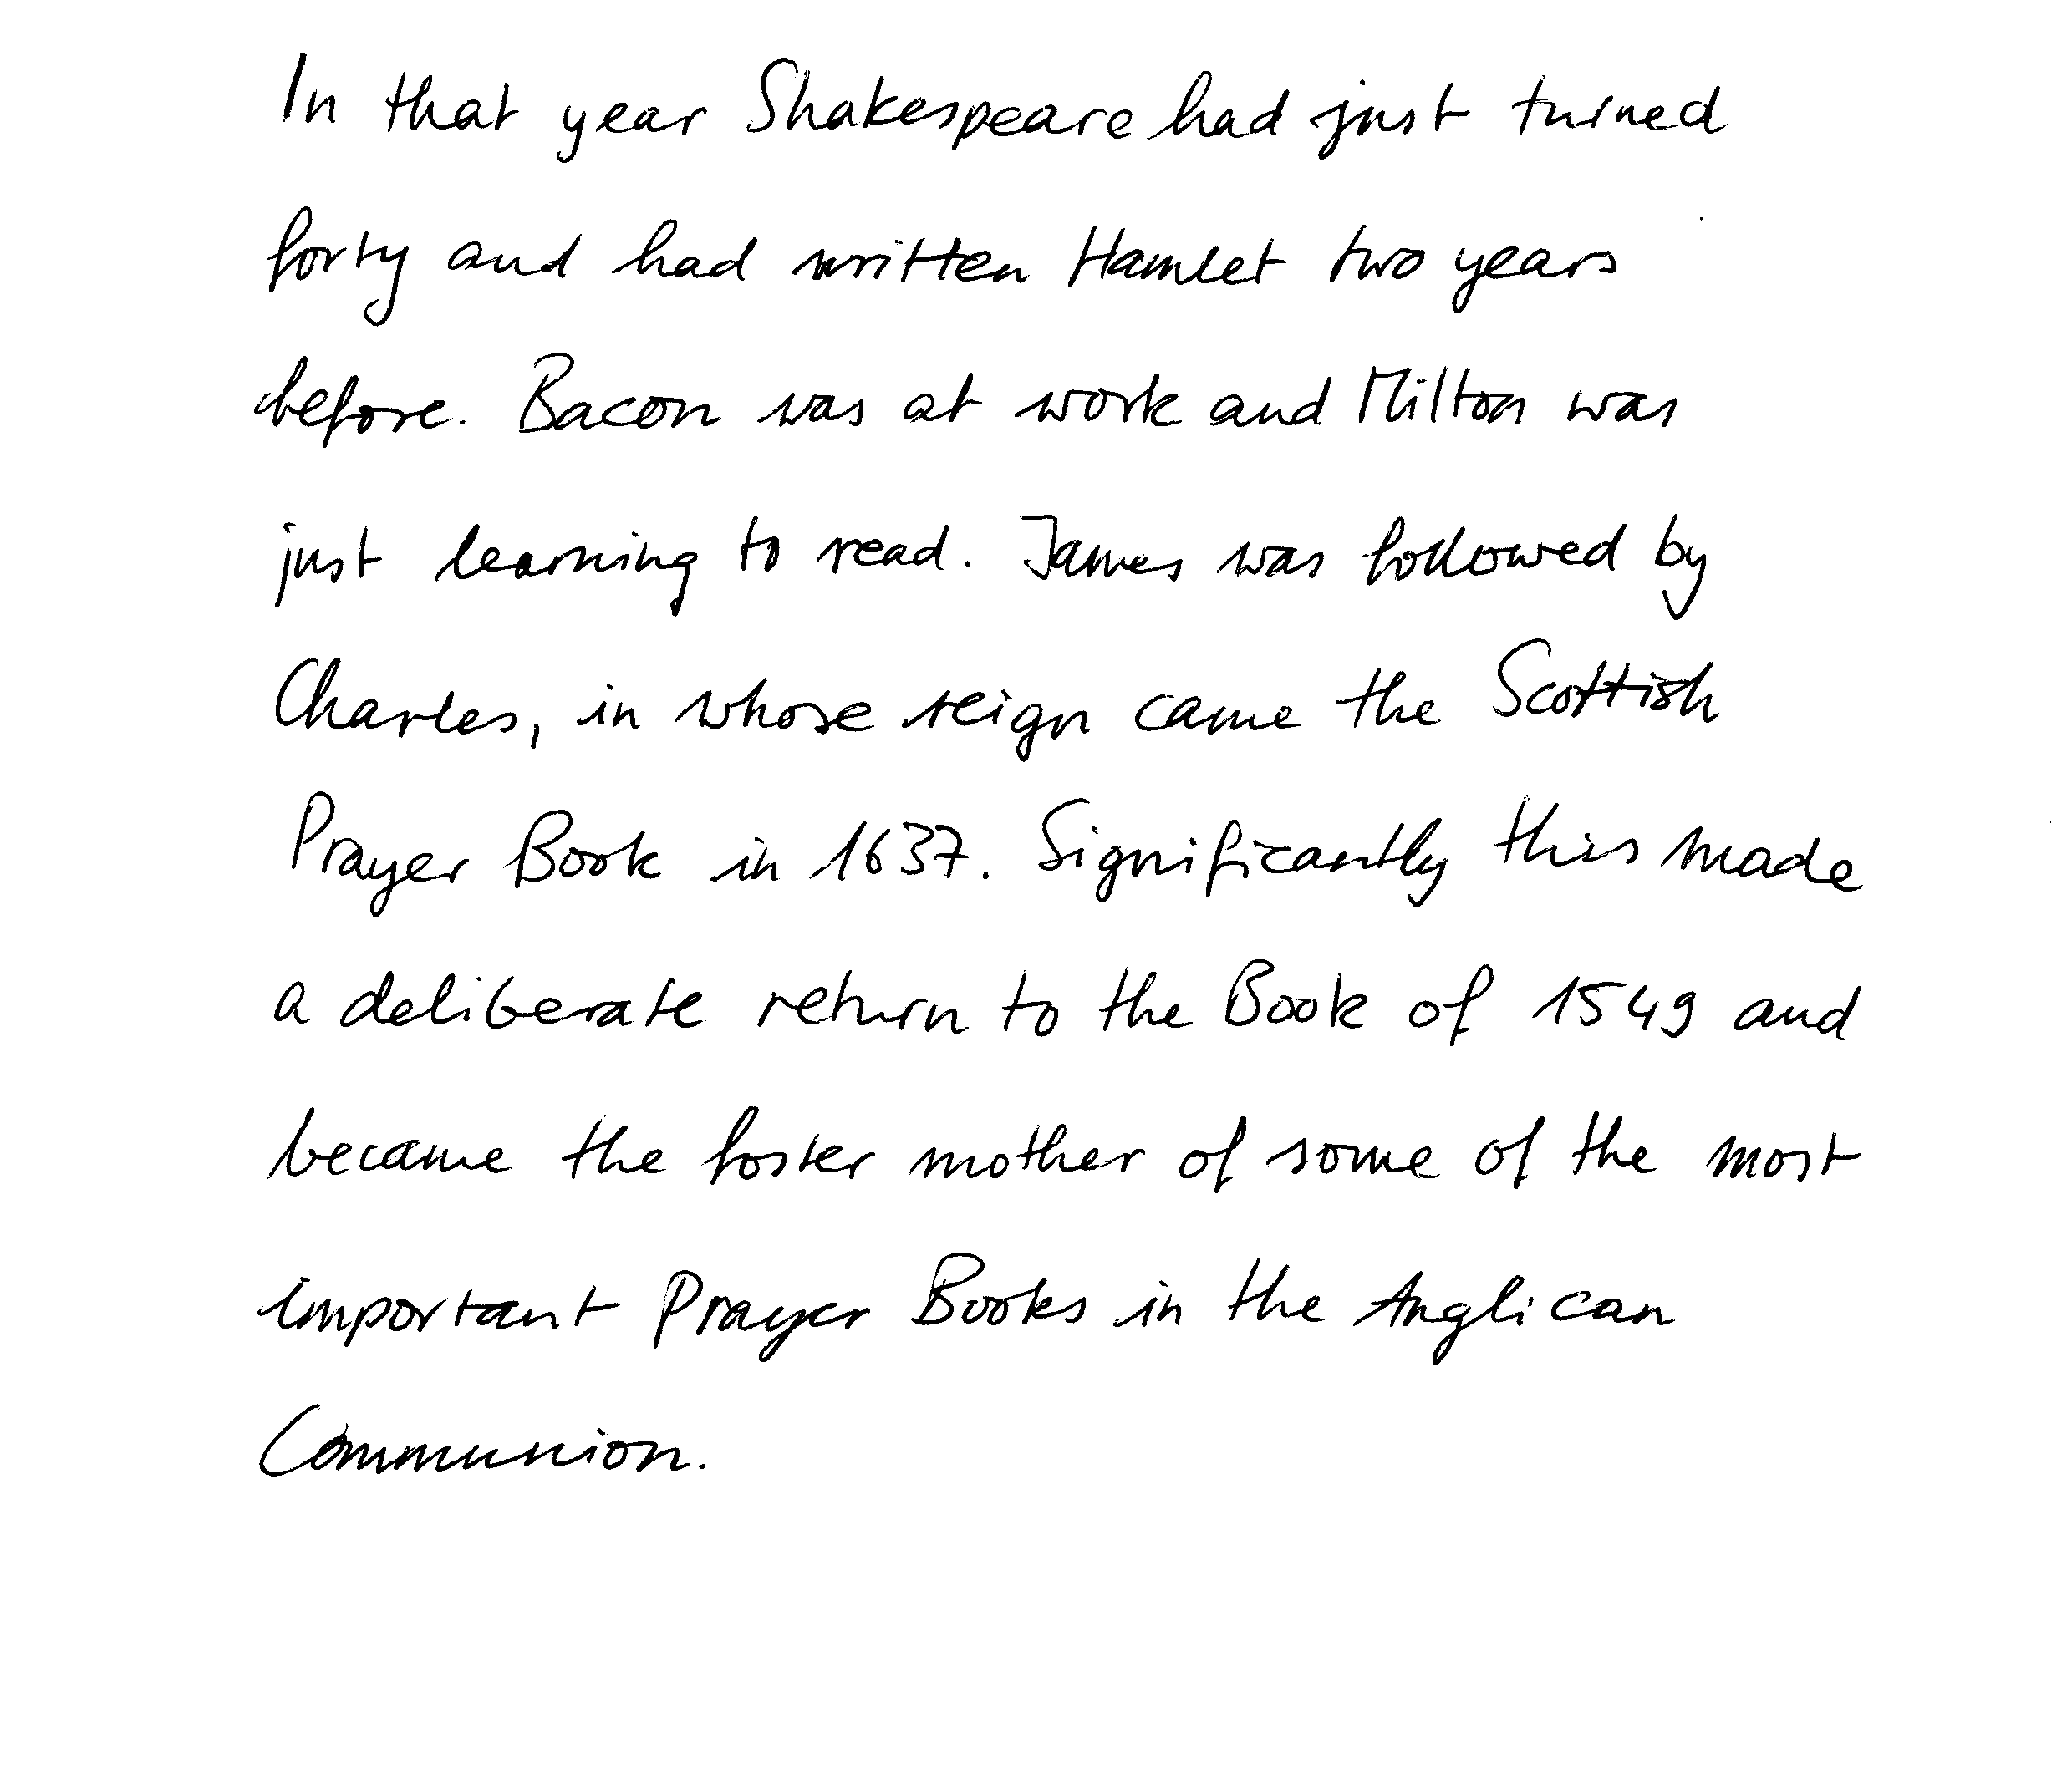 In that year Shakespeare had just turned
forty and had written Hamlet two years
before. Bacon was at work and Milton was
just learning to read. James was followed by
Charles, in whose reign came the Scottish
Prayer Book in 1637. Significantly this made
a deliberate return to the Book of 1549 and
became the foster mother of some of the most
important Prayer Books in the Anglican
Communion.